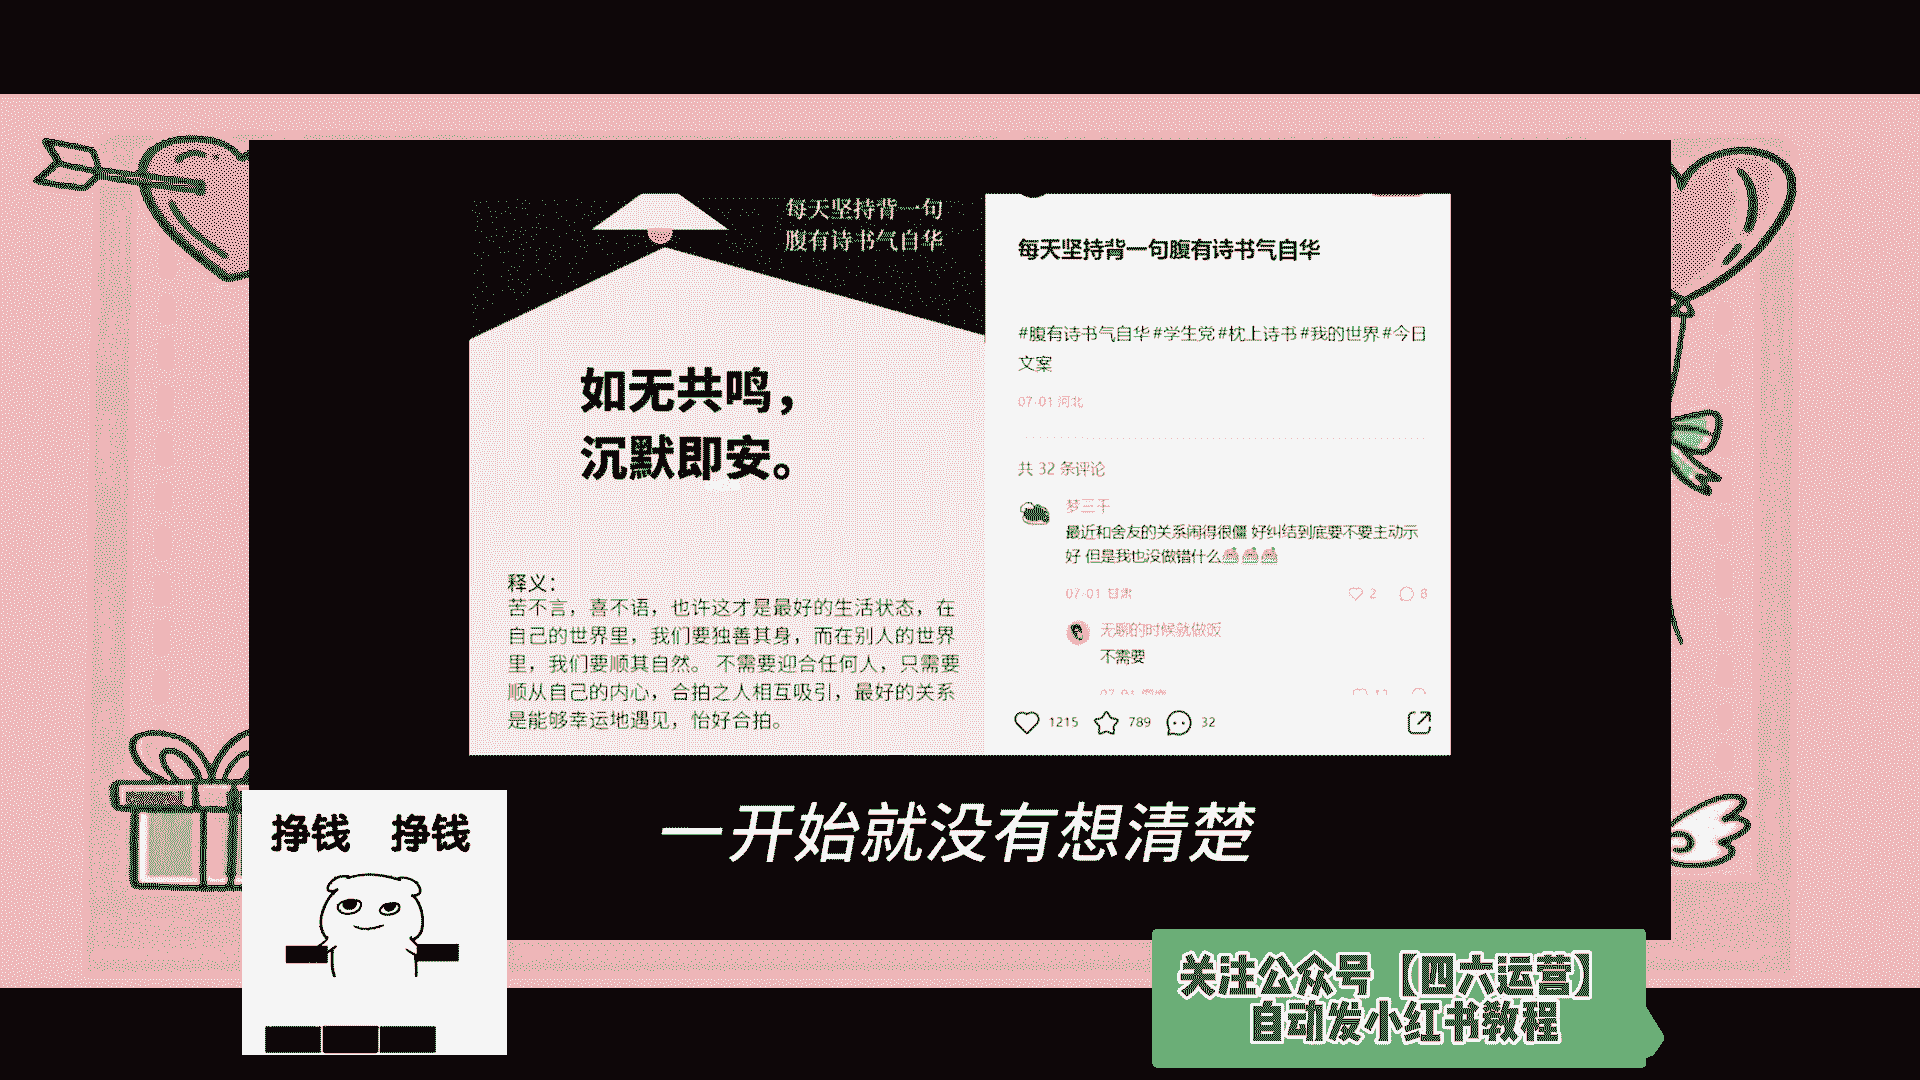 每天坚持背一句
腹有诗书气自华
如无共鸣，
沉默即安。
释义：
苦不言，喜不语，也许这才是最好的生活状态，在
自己的世界里，我们要独善其身，而在别人的世界
里，我们要顺其自然。 不需要迎合任何人，只需要
顺从自己的内心，合拍之人相互吸引，最好的关系
是能够幸运地遇见，恰好合拍。
每天坚持背一句腹有诗书气自华
#腹有诗书气自华 #学生党 #枕上诗书 #我的世界 #今日
文案
07-01 河北
共 32 条评论
梦三千
最近和舍友的关系闹得很僵 好纠结到底要不要主动示
好 但是我也没做错什么
07-01 甘肃
2
8
无聊的时候就做饭
不需要
1215
789
32
一开始就没有想清楚
挣钱 挣钱
关注公众号【四六运营】
自动发小红书教程